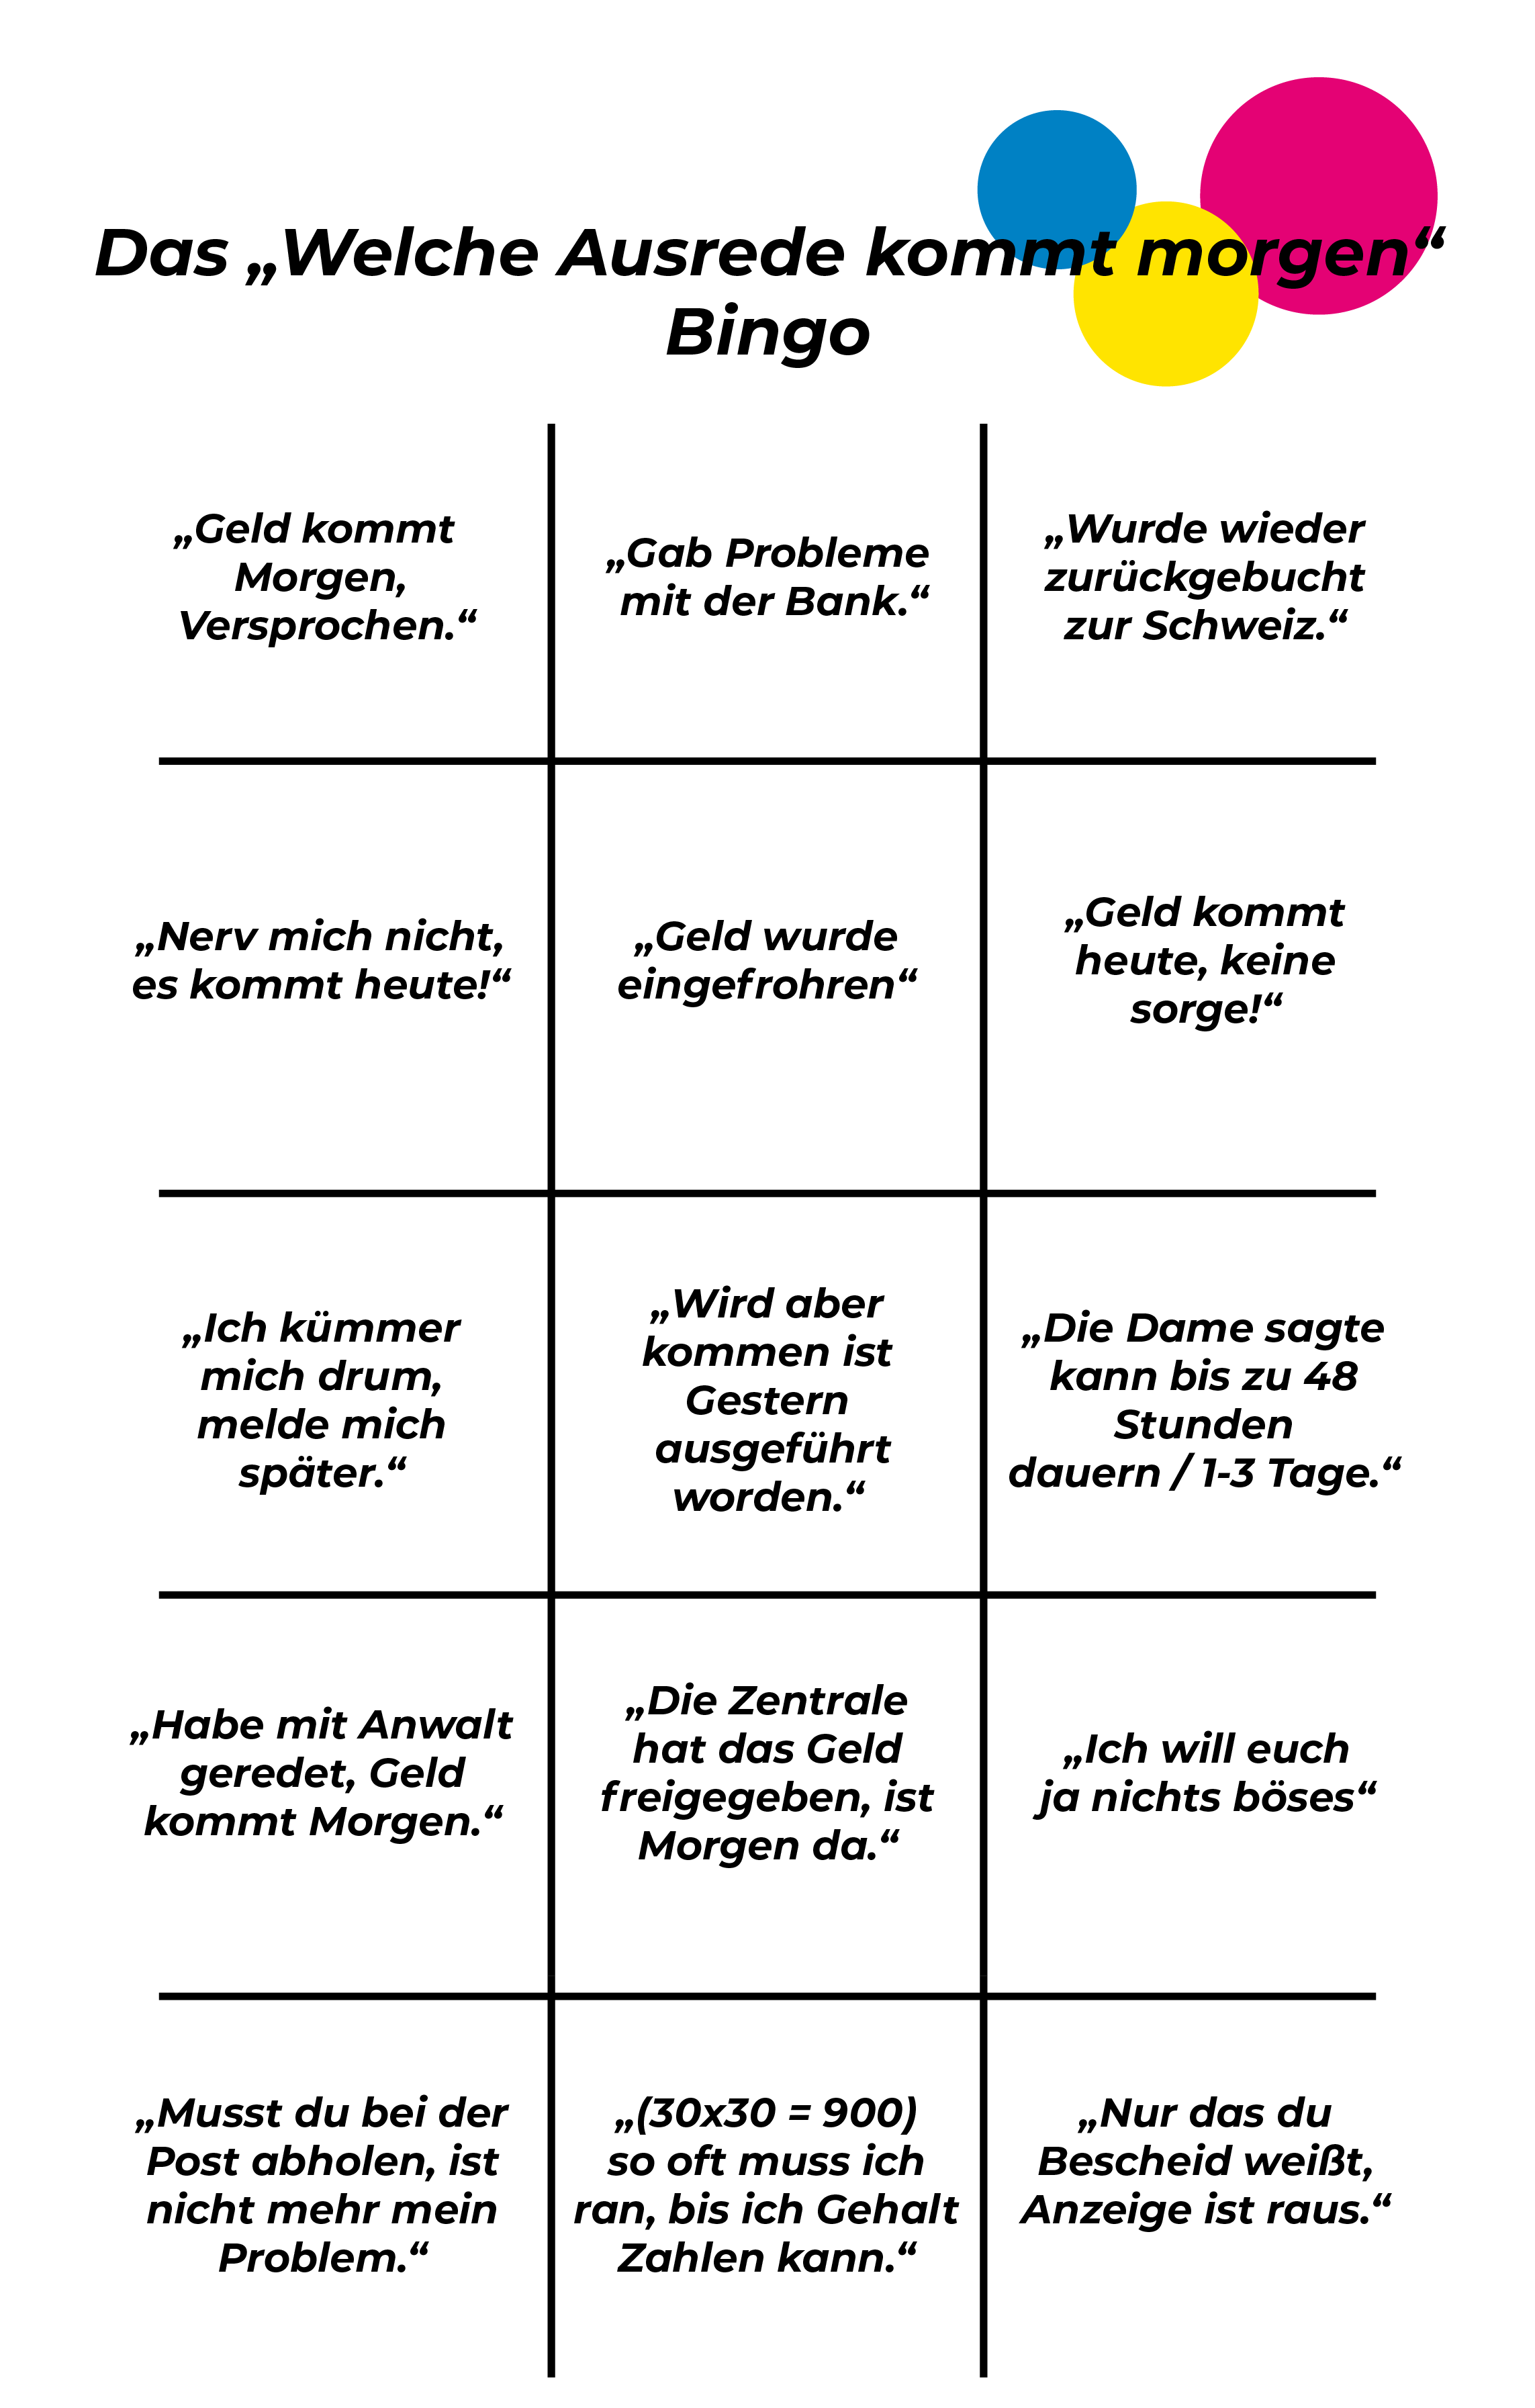 Das „Welche Ausrede kommt morgen“
Bingo
„Geld kommt
Morgen,
Versprochen.“
„Gab Probleme
mit der Bank.“
„Wurde wieder
zurückgebucht
zur Schweiz.“
„Nerv mich nicht,
es kommt heute!“
„Geld wurde
eingefrohren“
„Geld kommt
heute, keine
sorge!“
„Ich kümmer
mich drum,
melde mich
später.“
„Wird aber
kommen ist
Gestern
ausgeführt
worden.“
„Die Dame sagte
kann bis zu 48
Stunden
dauern / 1-3 Tage.“
„Habe mit Anwalt
geredet, Geld
kommt Morgen.“
„Die Zentrale
hat das Geld
freigegeben, ist
Morgen da.“
„Ich will euch
ja nichts böses“
„Musst du bei der
Post abholen, ist
nicht mehr mein
Problem.“
„(30x30 = 900)
so oft muss ich
ran, bis ich Gehalt
Zahlen kann.“
„Nur das du
Bescheid weißt,
Anzeige ist raus.“